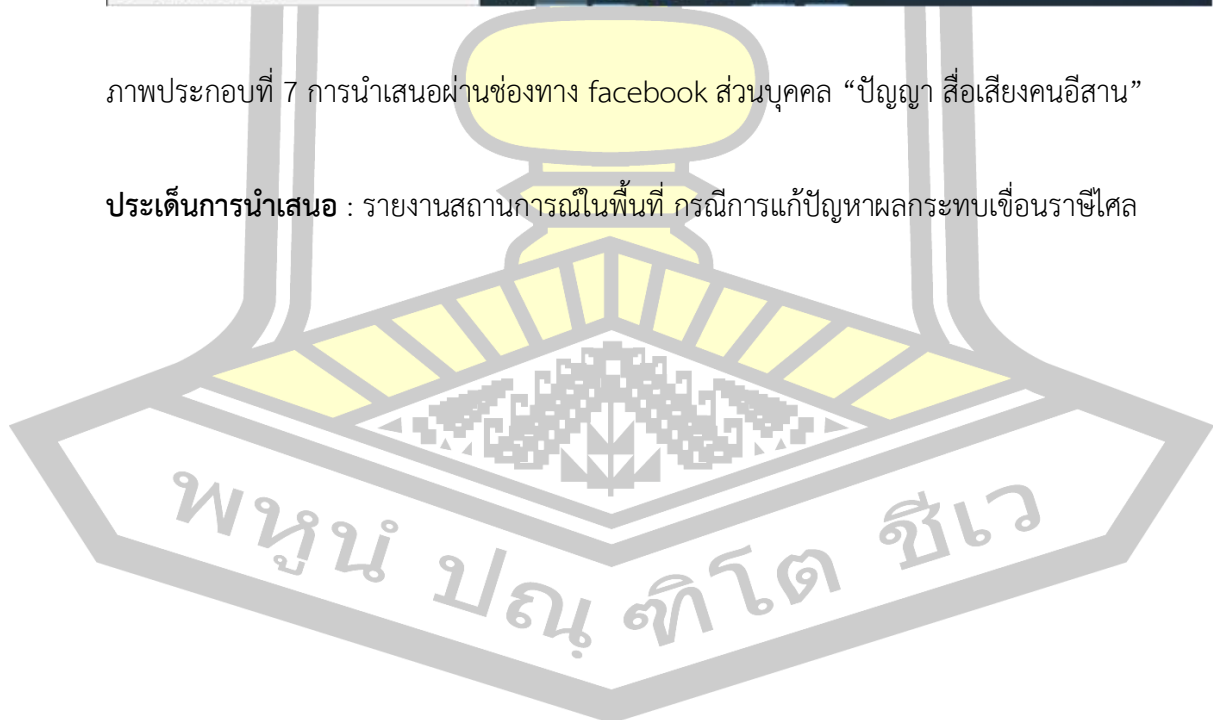 ภาพประกอบที่ 7 การนำเสนอผ่านช่องทาง facebook ส่วนบุคคล “ปัญญา สื่อเสียงคนอีสาน”
ประเด็นการนำเสนอ : รายงานสถานการณ์ในพื้นที่ กรณีการแก้ปัญหาผลกระทบเขื่อนราษีไศล
พหูนํ ปณฺฑิโต ชีเว